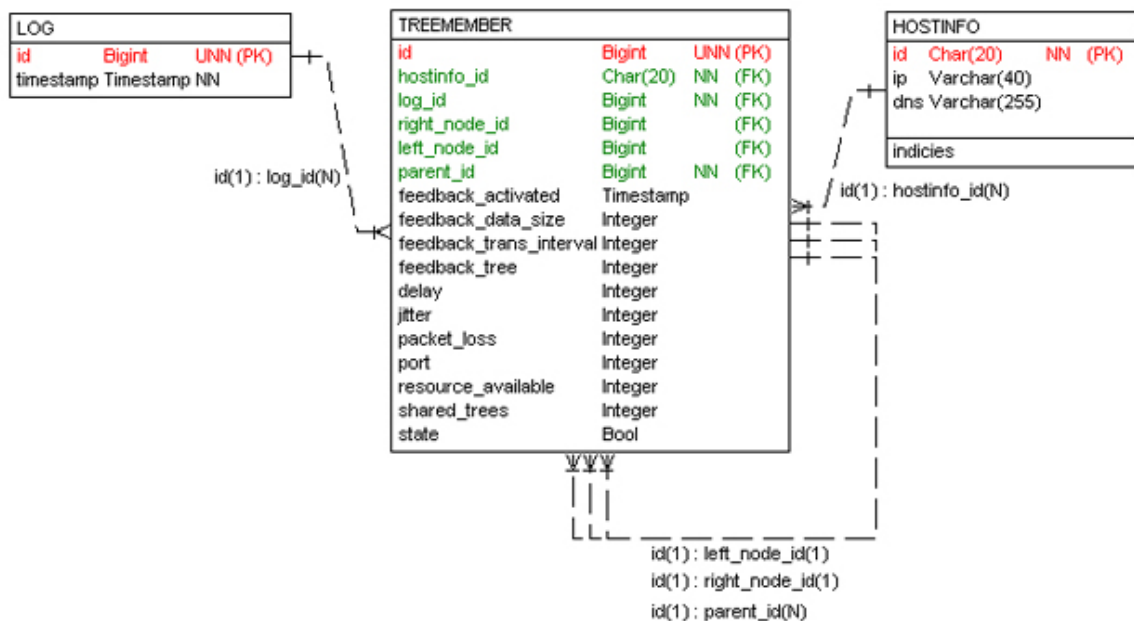 LOG
id Bigint UNN (PK)
timestamp Timestamp NN
TREEMEMBER
id Bigint UNN (PK)
hostinfo_id Char(20) NN (FK)
log_id Bigint NN (FK)
right_node_id Bigint (FK)
left_node_id Bigint (FK)
parent_id Bigint NN (FK)
feedback_activated Timestamp
feedback_data_size Integer
feedback_trans_interval Integer
feedback_tree Integer
delay Integer
jitter Integer
packet_loss Integer
port Integer
resource_available Integer
shared_trees Integer
state Bool
HOSTINFO
id Char(20) NN (PK)
ip Varchar(40)
dns Varchar(255)
indicies
id(1) : log_id(N)
id(1) : hostinfo_id(N)
id(1) : left_node_id(1)
id(1) : right_node_id(1)
id(1) : parent_id(N)